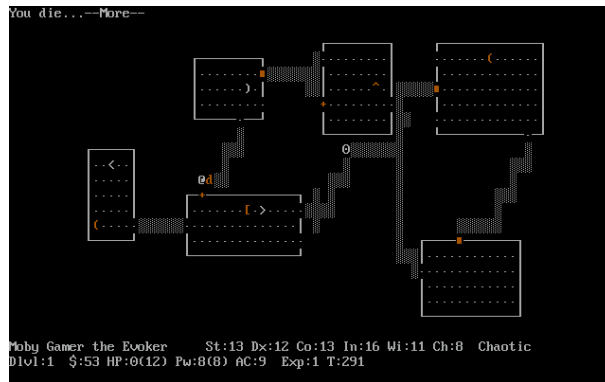 You die...--More--
Moby Gamer the Evoker St:13 Dx:12 Co:13 In:16 Wi:11 Ch:8 Chaotic
Dlvl:1 $:53 HP:0(12) Pw:8(8) AC:9 Exp:1 T:291